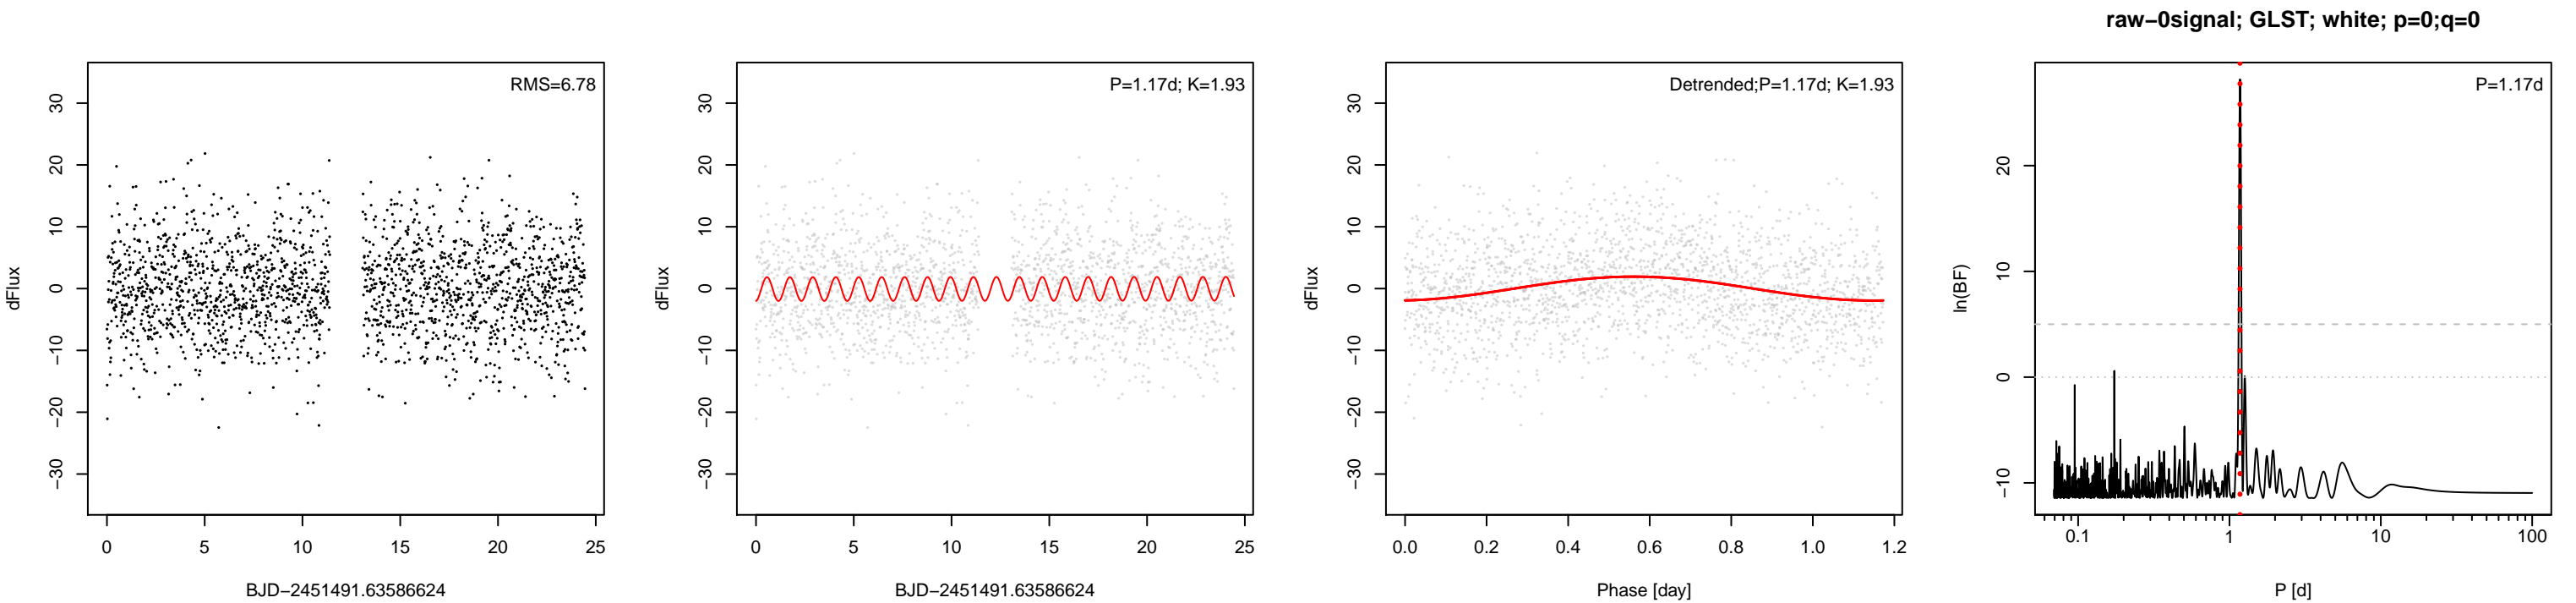 raw−0signal; GLST; white; p=0;q=0
RMS=6.78
30
20
10
0
−10
−20
−30
dFlux
0 5 10 15 20 25
BJD−2451491.63586624
P=1.17d; K=1.93
30
20
10
0
−10
−20
−30
dFlux
0 5 10 15 20 25
BJD−2451491.63586624
Detrended;P=1.17d; K=1.93
30
20
10
0
−10
−20
−30
dFlux
0.0 0.2 0.4 0.6 0.8 1.0 1.2
Phase [day]
P=1.17d
20
10
0
−10
ln(BF)
0.1 1 10 100
P [d]